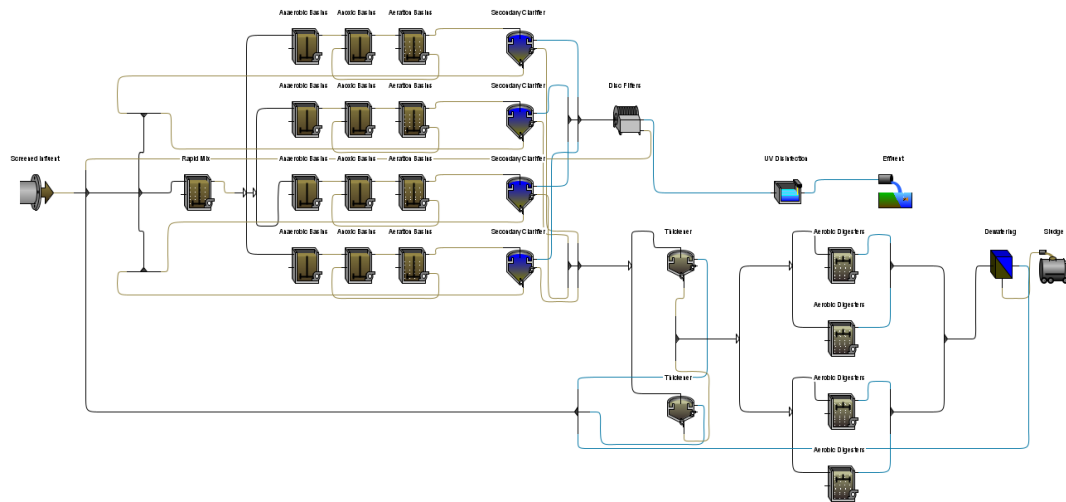 Anaerobic Basins Anoxic Basins Aeration Basins Secondary Clarifier
Disc Filters
Anaerobic Basins Anoxic Basins Aeration Basins Secondary Clarifier
Screened Influent Rapid Mix Anaerobic Basins Anoxic Basins Aeration Basins Secondary Clarifier UV Disinfection Effluent
Anaerobic Basins Anoxic Basins Aeration Basins Secondary Clarifier Thickener Aerobic Digesters Dewatering Sludge
Aerobic Digesters
Thickener Aerobic Digesters
Aerobic Digesters